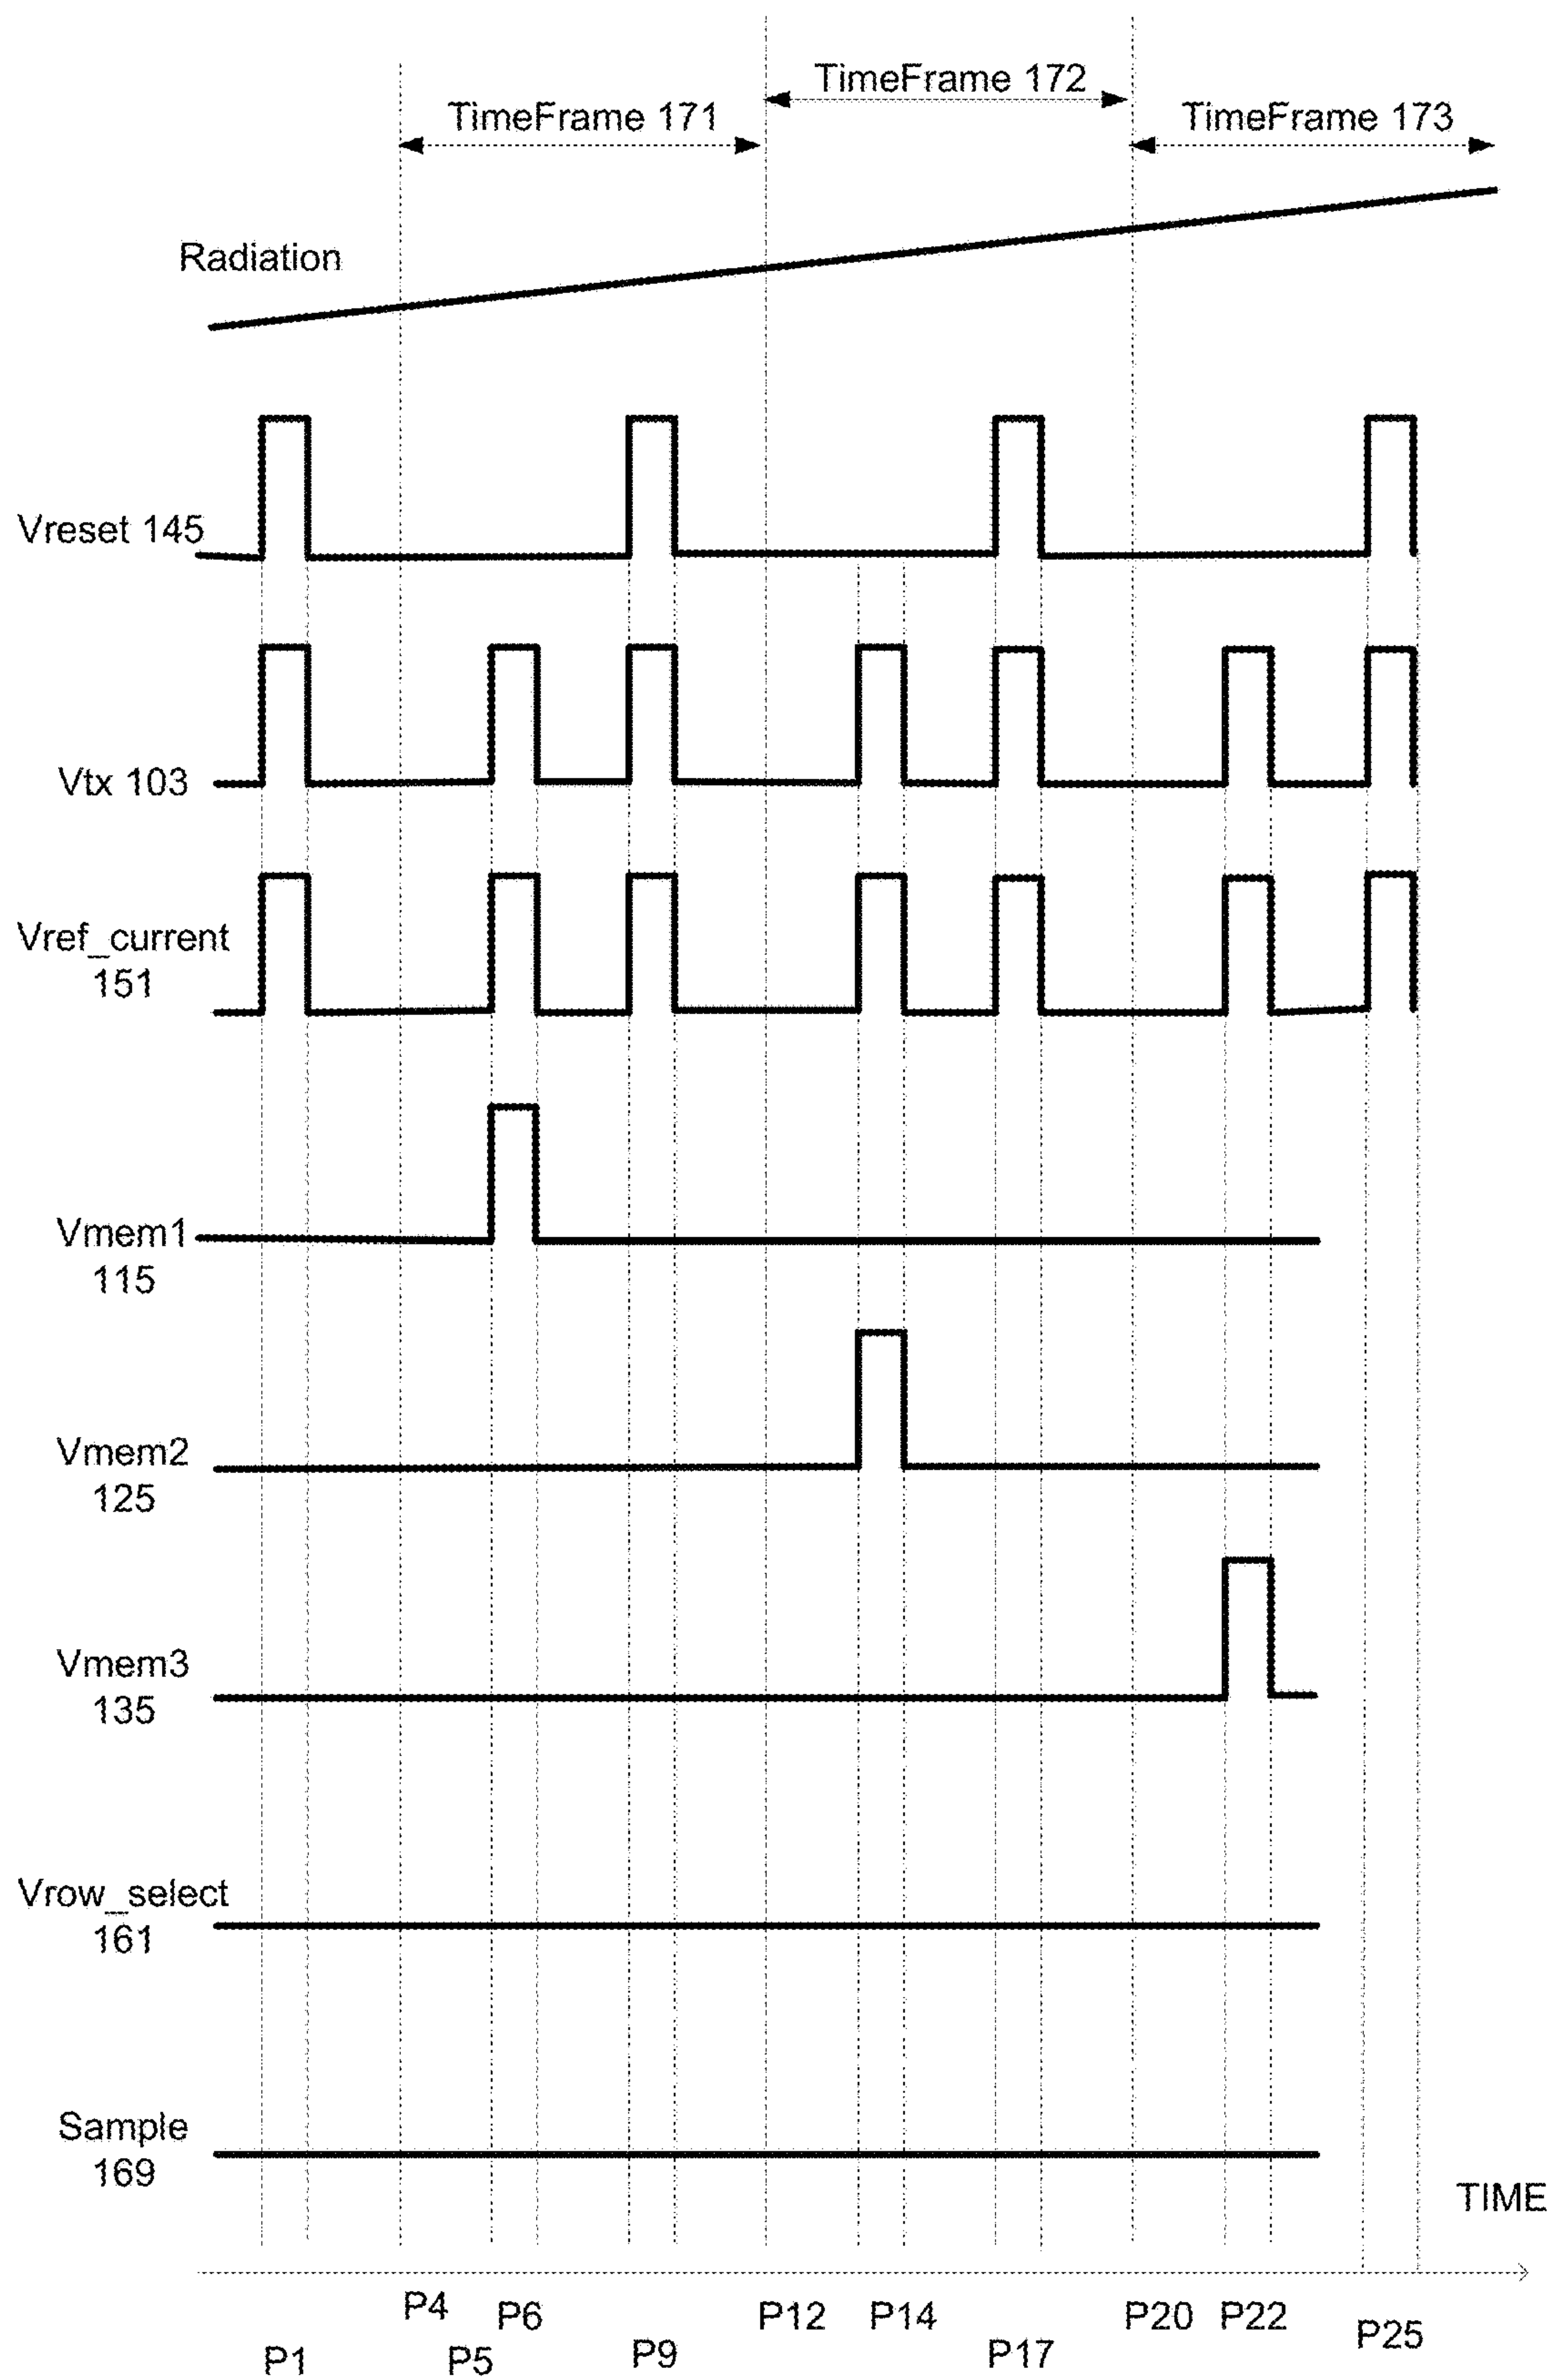 TimeFrame 172
TimeFrame 171
TimeFrame 173
Radiation
Vreset 145
Vtx 103
Vref_current
151
Vmem1
115
Vmem2
125
Vmem3
135
Vrow_select
161
Sample
169
TIME
P4 P6 P12 P14 P20 P22
P1 P5 P9 P17 P25